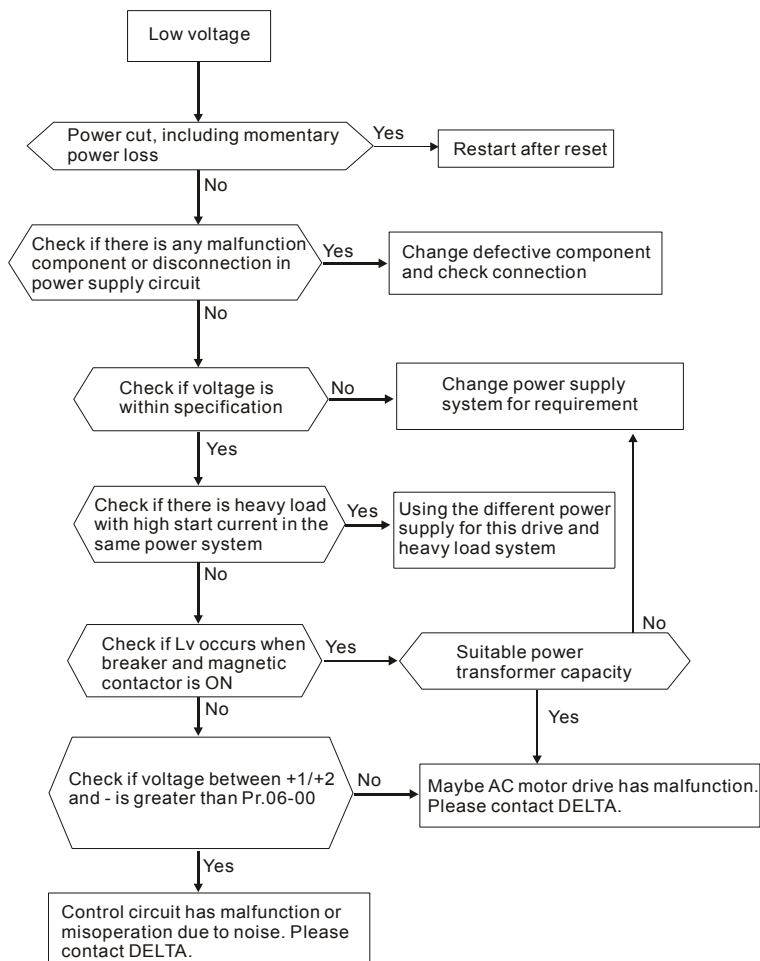 Low voltage
Power cut, including momentary
power loss
Yes
Restart after reset
No
Check if there is any malfunction
component or disconnection in
power supply circuit
Yes
Change defective component
and check connection
No
Check if voltage is
within specification
No
Change power supply
system for requirement
Yes
Check if there is heavy load
with high start current in the
same power system
Yes
Using the different power
supply for this drive and
heavy load system
No
Check if Lv occurs when
breaker and magnetic
contactor is ON
Yes
Suitable power
transformer capacity
No
Yes
No
Check if voltage between +1/+2
and - is greater than Pr.06-00
No
Maybe AC motor drive has malfunction.
Please contact DELTA.
Yes
Control circuit has malfunction or
misoperation due to noise. Please
contact DELTA.